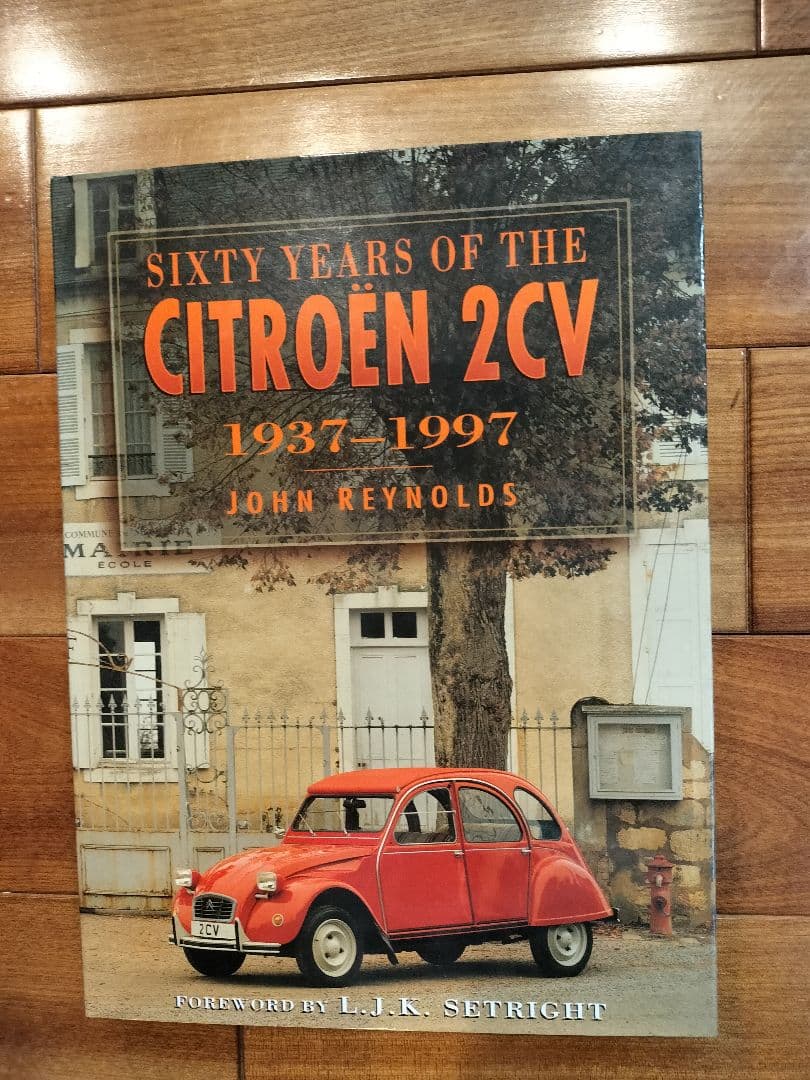 SIXTY YEARS OF THE
CITROËN 2CV
1937–1997
JOHN REYNOLDS
COMMUNE
MAIRIE
ECOLE
2CV
FOREWORD BY L.J.K. SETRIGHT